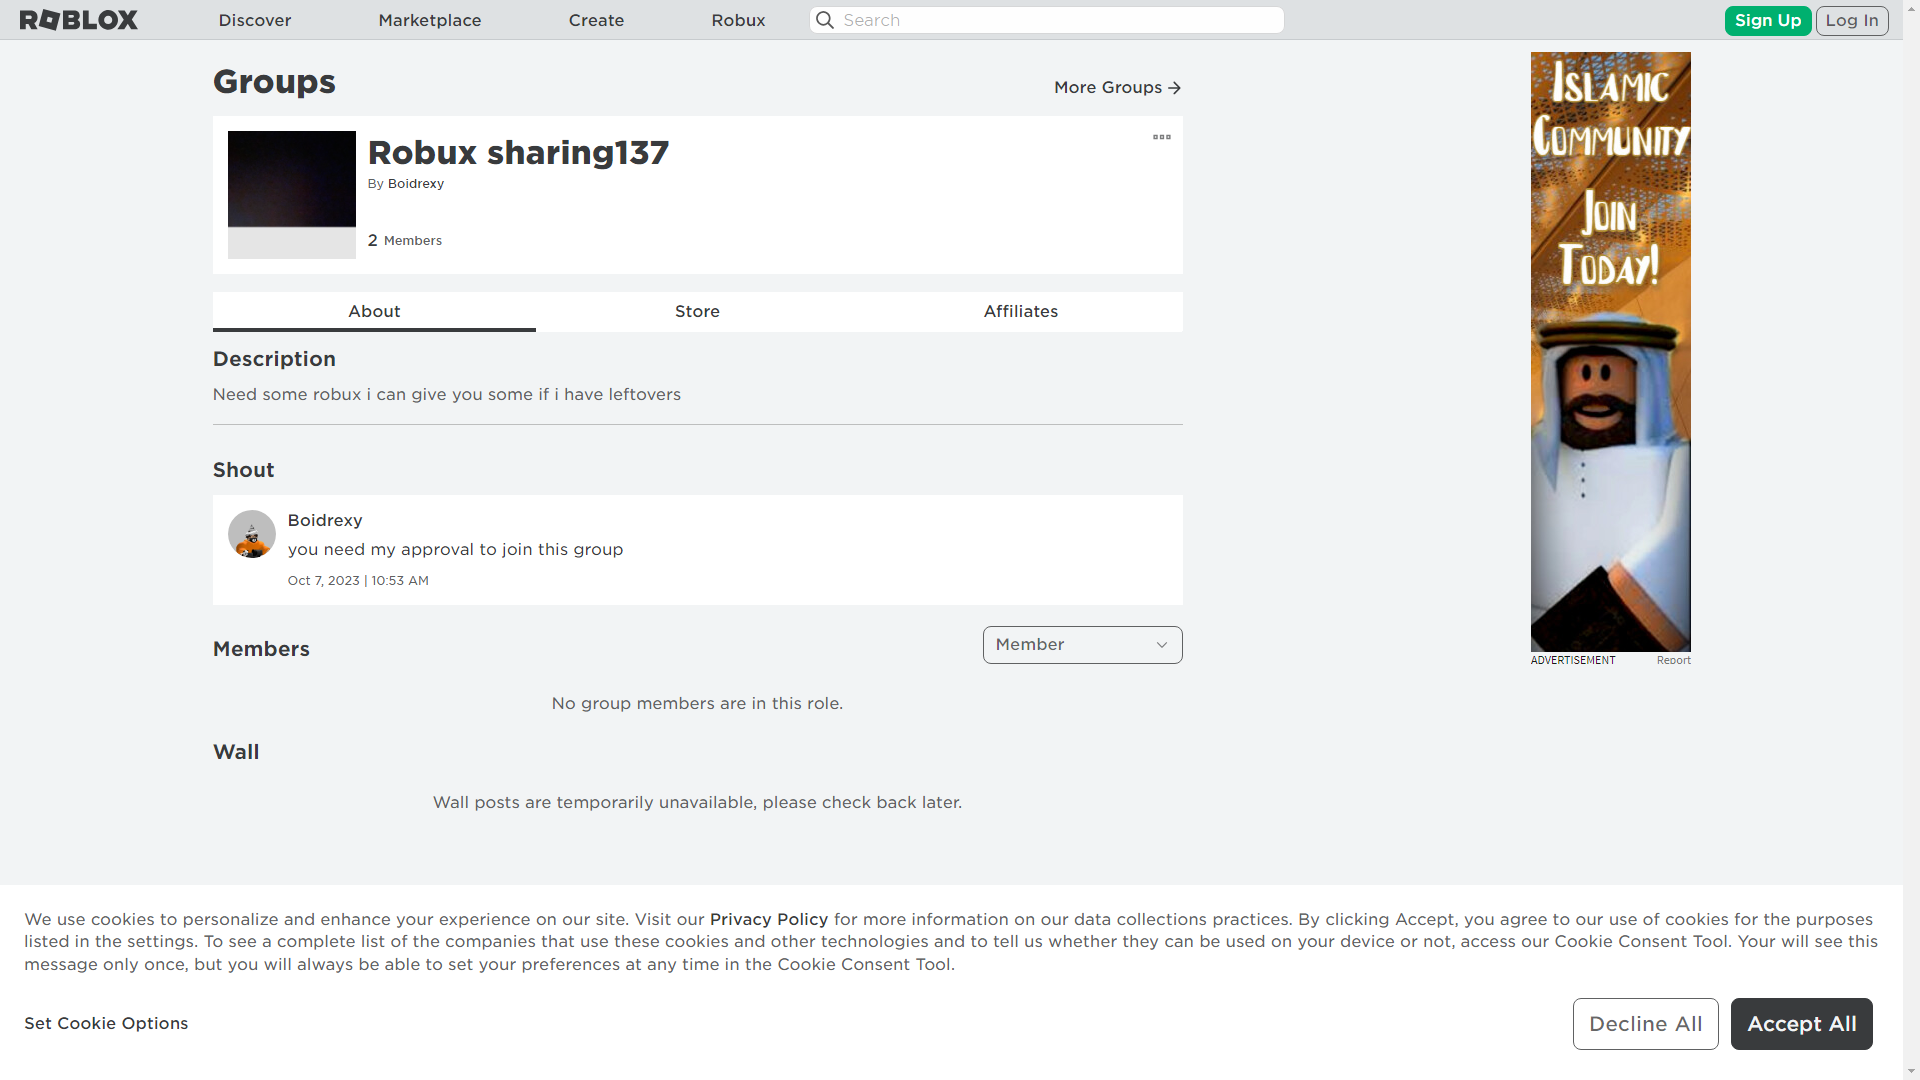 ROBLOX
Discover
Marketplace
Create
Robux
Search
Sign Up
Log In
Groups
More Groups
Robux sharing137
By Boidrexy
2 Members
About
Store
Affiliates
Description
Need some robux i can give you some if i have leftovers
Shout
Boidrexy
you need my approval to join this group
Oct 7, 2023 | 10:53 AM
Members
Member
No group members are in this role.
Wall
Wall posts are temporarily unavailable, please check back later.
ISLAMIC
COMMUNITY
JOIN
TODAY!
ADVERTISEMENT
Report
We use cookies to personalize and enhance your experience on our site. Visit our Privacy Policy for more information on our data collections practices. By clicking Accept, you agree to our use of cookies for the purposes
listed in the settings. To see a complete list of the companies that use these cookies and other technologies and to tell us whether they can be used on your device or not, access our Cookie Consent Tool. Your will see this
message only once, but you will always be able to set your preferences at any time in the Cookie Consent Tool.
Set Cookie Options
Decline All
Accept All